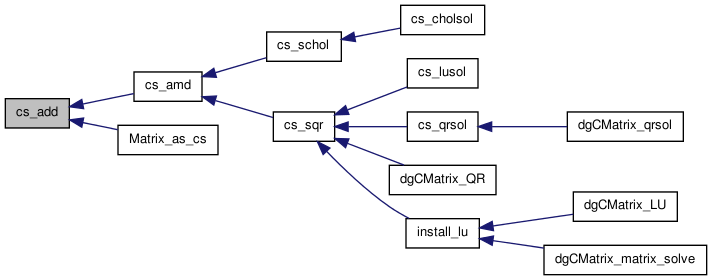 cs_add
cs_amd
Matrix_as_cs
cs_schol
cs_sqr
cs_cholsol
cs_lusol
cs_qrsol
dgCMatrix_QR
install_lu
dgCMatrix_qrsol
dgCMatrix_LU
dgCMatrix_matrix_solve